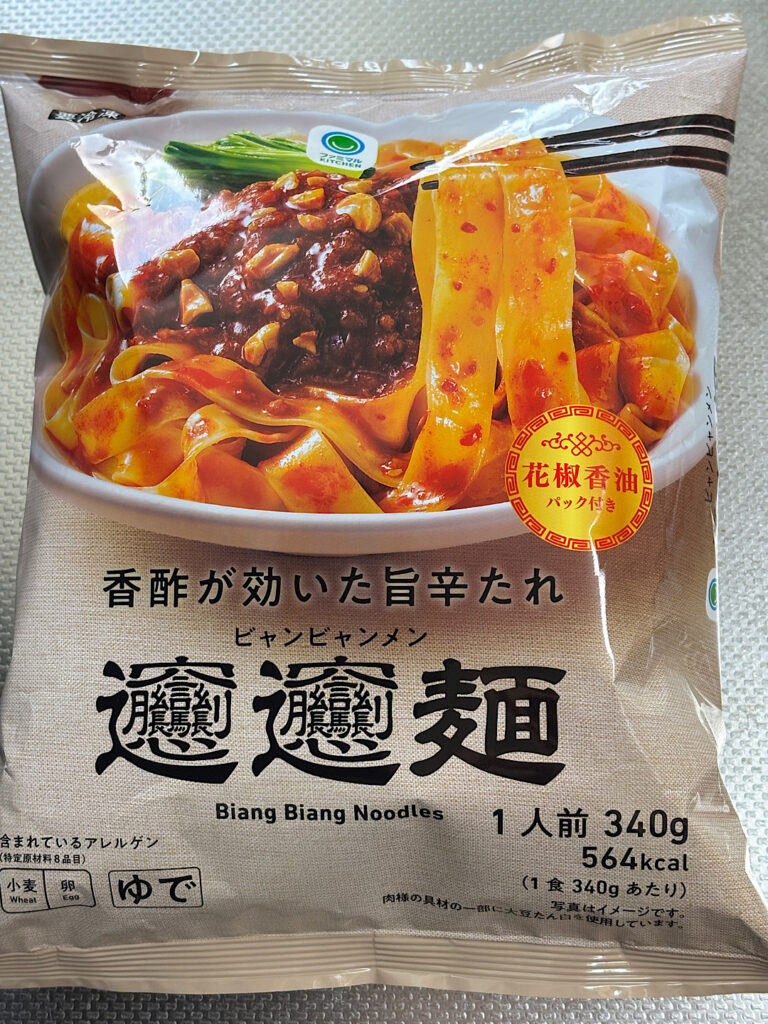 要冷凍
ファミマル
KITCHEN
花椒香油
パック付き
香酢が効いた旨辛たれ
ビャンビャンメン
𰻞𰻞麺
Biang Biang Noodles
1人前 340g
564kcal
(1食 340gあたり)
含まれているアレルゲン
(特定原材料8品目)
小麦
Wheat
卵
Egg
ゆで
写真はイメージです。
肉様の具材の一部に大豆たん白を使用しています。